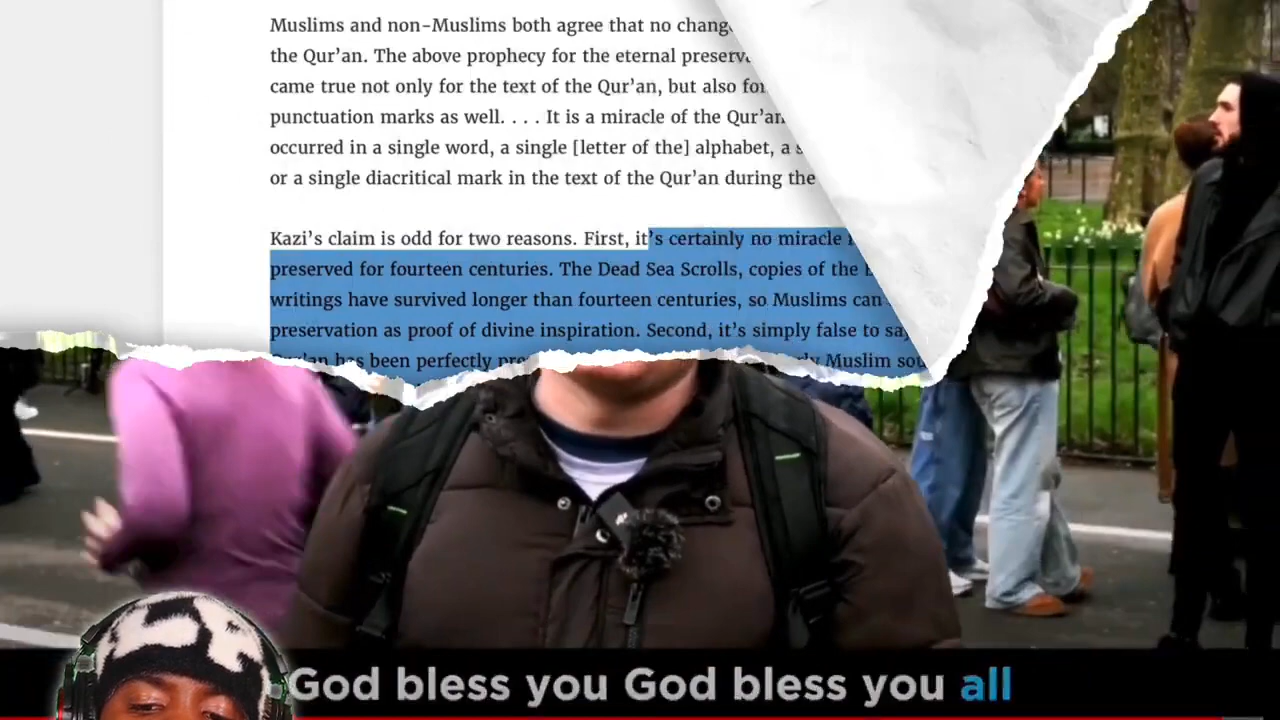 Muslims and non-Muslims both agree that no
the Qur'an. The above prophecy for the eternal
came true not only for the text of the Qur'an, but also
punctuation marks as well. . . . It is a miracle of the Qur'an
occurred in a single word, a single [letter of the] alphabet, a
or a single diacritical mark in the text of the Qur'an during the
Kazi's claim is odd for two reasons. First, it's certainly no miracle
preserved for fourteen centuries. The Dead Sea Scrolls, copies of the
writings have survived longer than fourteen centuries, so Muslims can
preservation as proof of divine inspiration. Second, it's simply false to
has been perfectly Muslim
God bless you God bless you all